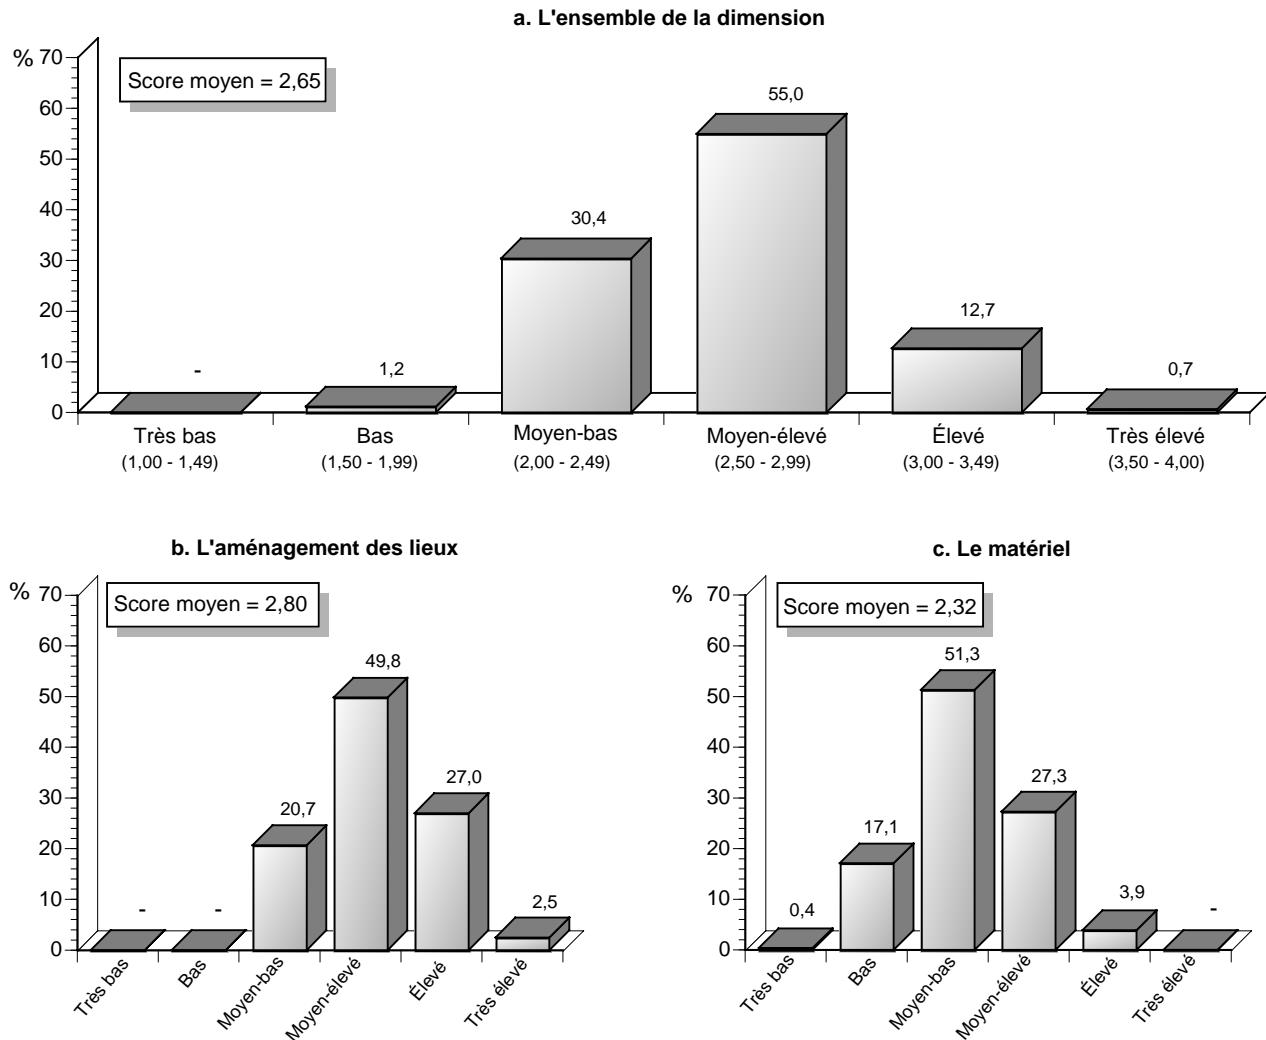 a. L'ensemble de la dimension
% 70
60
50
40
30
20
10
0
Score moyen = 2,65
-
1,2
30,4
55,0
12,7
0,7
Très bas
(1,00 - 1,49)
Bas
(1,50 - 1,99)
Moyen-bas
(2,00 - 2,49)
Moyen-élevé
(2,50 - 2,99)
Élevé
(3,00 - 3,49)
Très élevé
(3,50 - 4,00)
b. L'aménagement des lieux
% 70
60
50
40
30
20
10
0
Score moyen = 2,80
-
-
20,7
49,8
27,0
2,5
Très bas
Bas
Moyen-bas
Moyen-élevé
Élevé
Très élevé
c. Le matériel
% 70
60
50
40
30
20
10
0
Score moyen = 2,32
0,4
17,1
51,3
27,3
3,9
-
Très bas
Bas
Moyen-bas
Moyen-élevé
Élevé
Très élevé